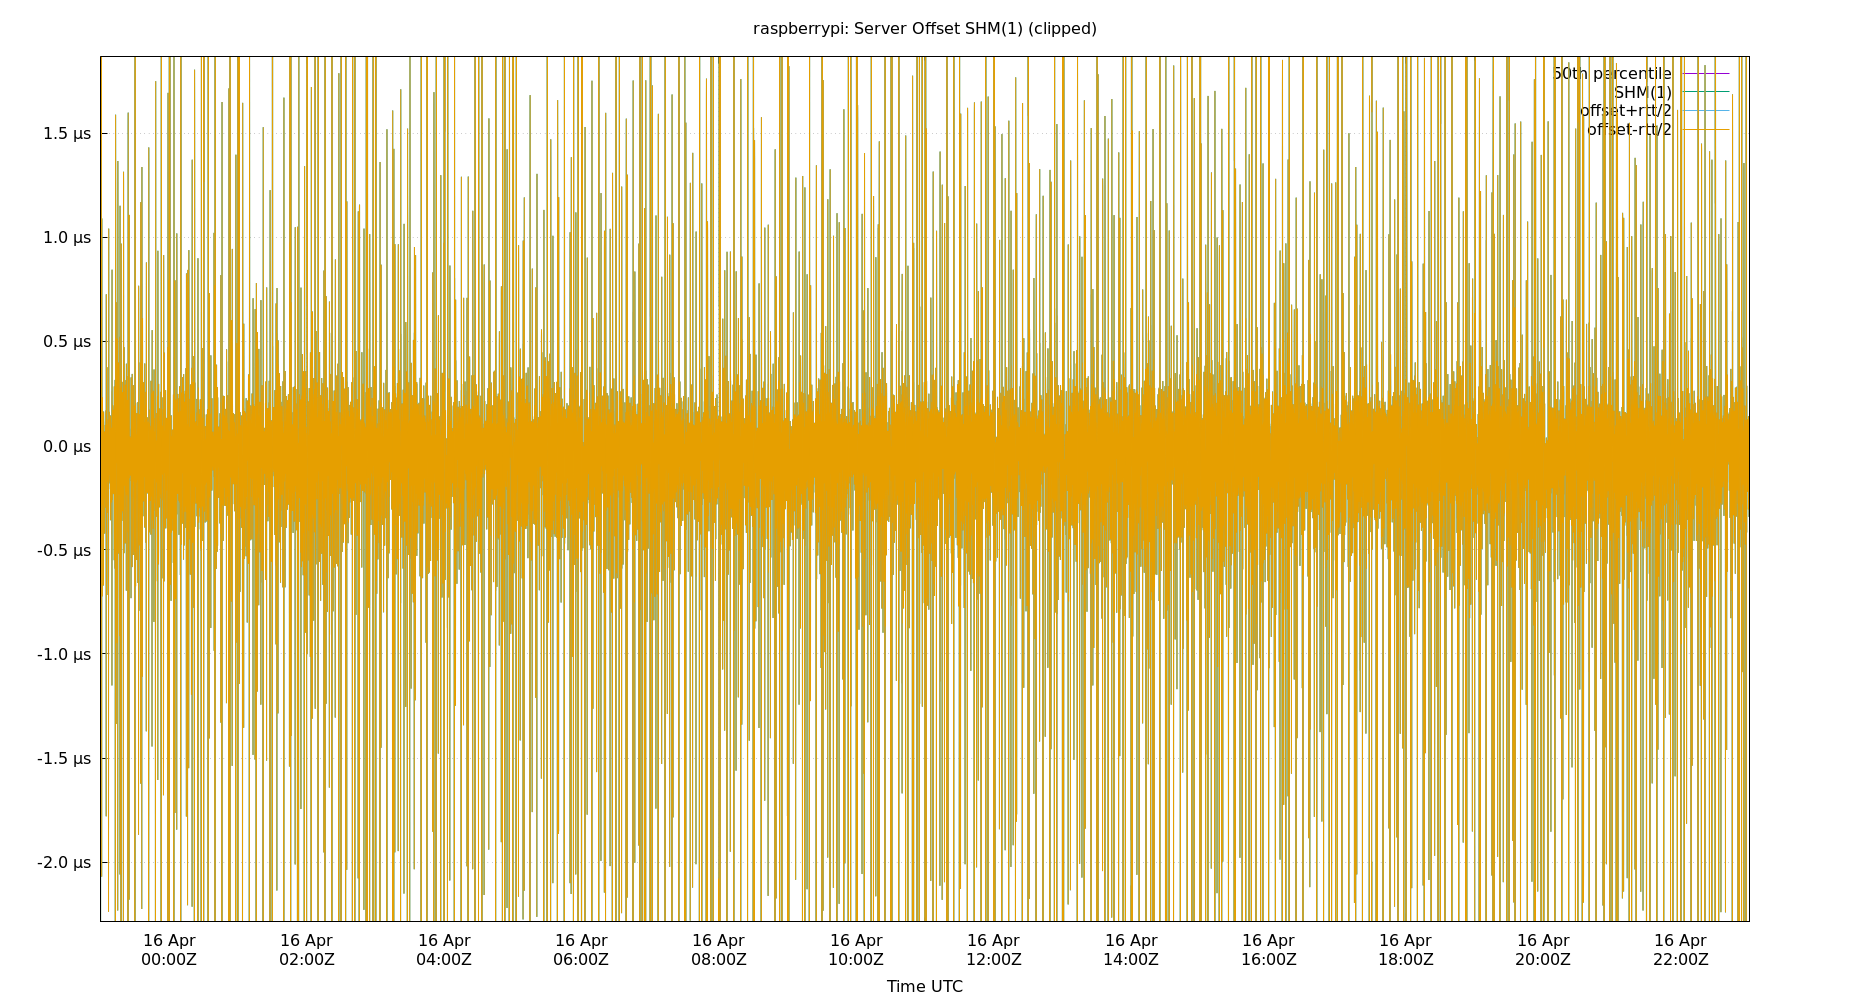 raspberrypi: Server Offset SHM(1) (clipped)
50th percentile
SHM(1)
offset+rtt/2
offset-rtt/2
1.5 µs
1.0 µs
0.5 µs
0.0 µs
-0.5 µs
-1.0 µs
-1.5 µs
-2.0 µs
16 Apr 16 Apr 16 Apr 16 Apr 16 Apr 16 Apr 16 Apr 16 Apr 16 Apr 16 Apr 16 Apr 16 Apr
00:00Z 02:00Z 04:00Z 06:00Z 08:00Z 10:00Z 12:00Z 14:00Z 16:00Z 18:00Z 20:00Z 22:00Z
Time UTC